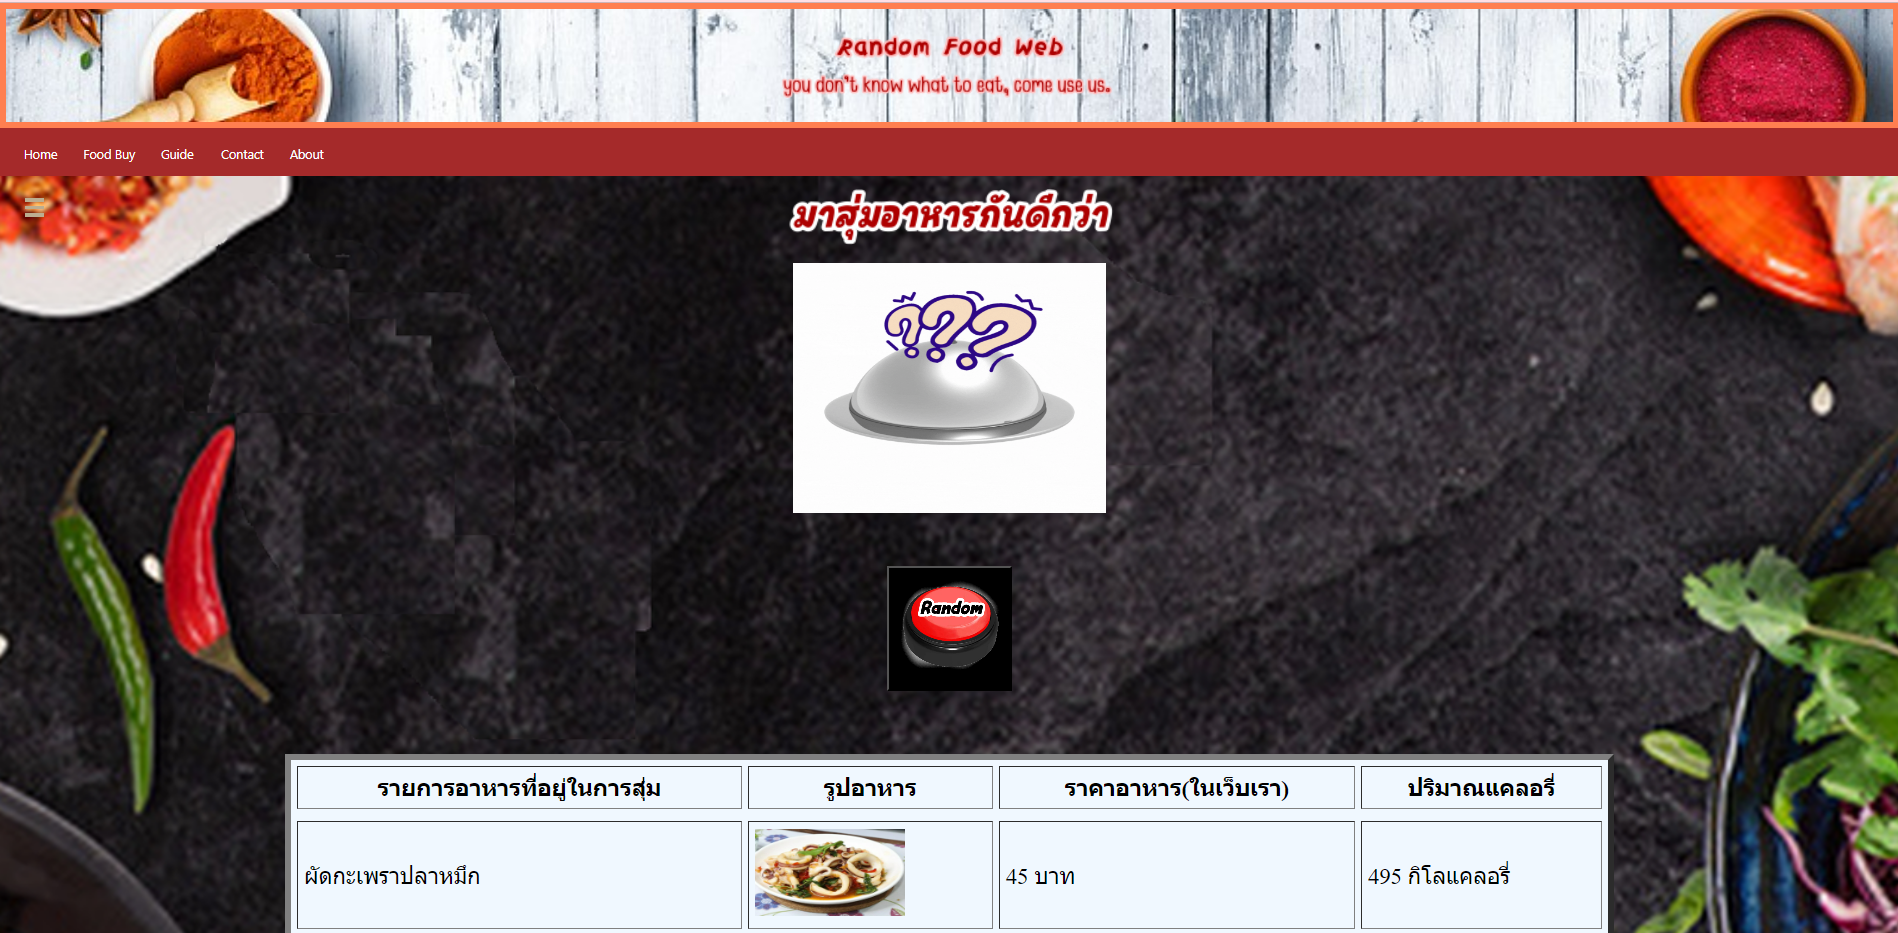 Random Food Web
you don't know what to eat, come use us.
Home Food Buy Guide Contact About
มาสุ่มอาหารกันดีกว่า
???
Random
รายการอาหารที่อยู่ในการสุ่ม รูปอาหาร ราคาอาหาร(ในเว็บเรา) ปริมาณแคลอรี่
ผัดกะเพราปลาหมึก 45 บาท 495 กิโลแคลอรี่